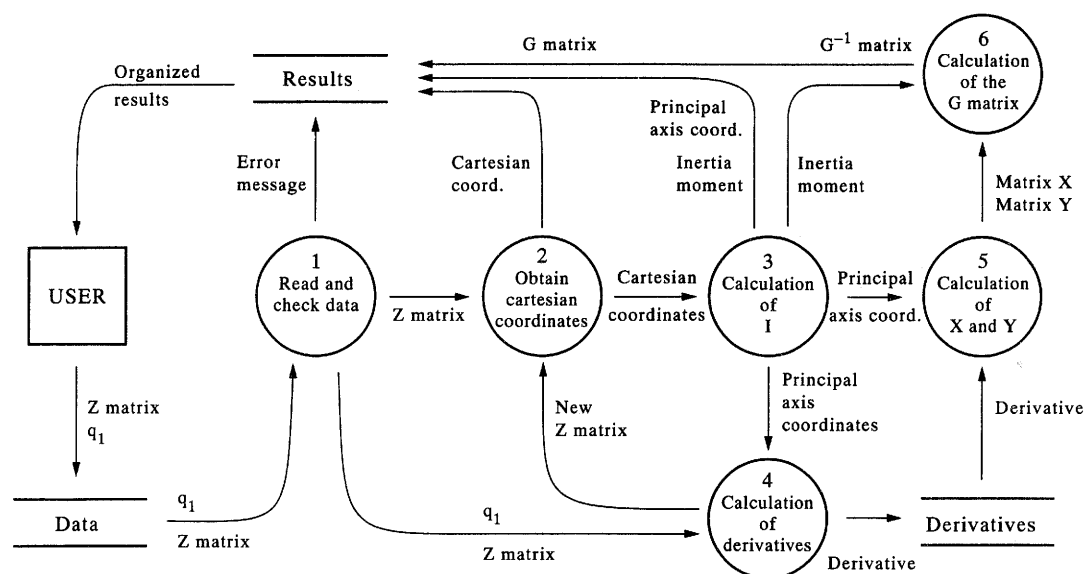 G matrix
G⁻¹ matrix
6
Calculation
of the
G matrix
Organized
results
Results
Principal
axis coord.
Error
message
Cartesian
coord.
Inertia
moment
Inertia
moment
Matrix X
Matrix Y
USER
1
Read and
check data
Z matrix
2
Obtain
cartesian
coordinates
Cartesian
coordinates
3
Calculation
of
I
Principal
axis coord.
5
Calculation
of
X and Y
Z matrix
q₁
New
Z matrix
Principal
axis
coordinates
Derivative
Data
q₁
Z matrix
q₁
Z matrix
4
Calculation
of
derivatives
Derivative
Derivatives